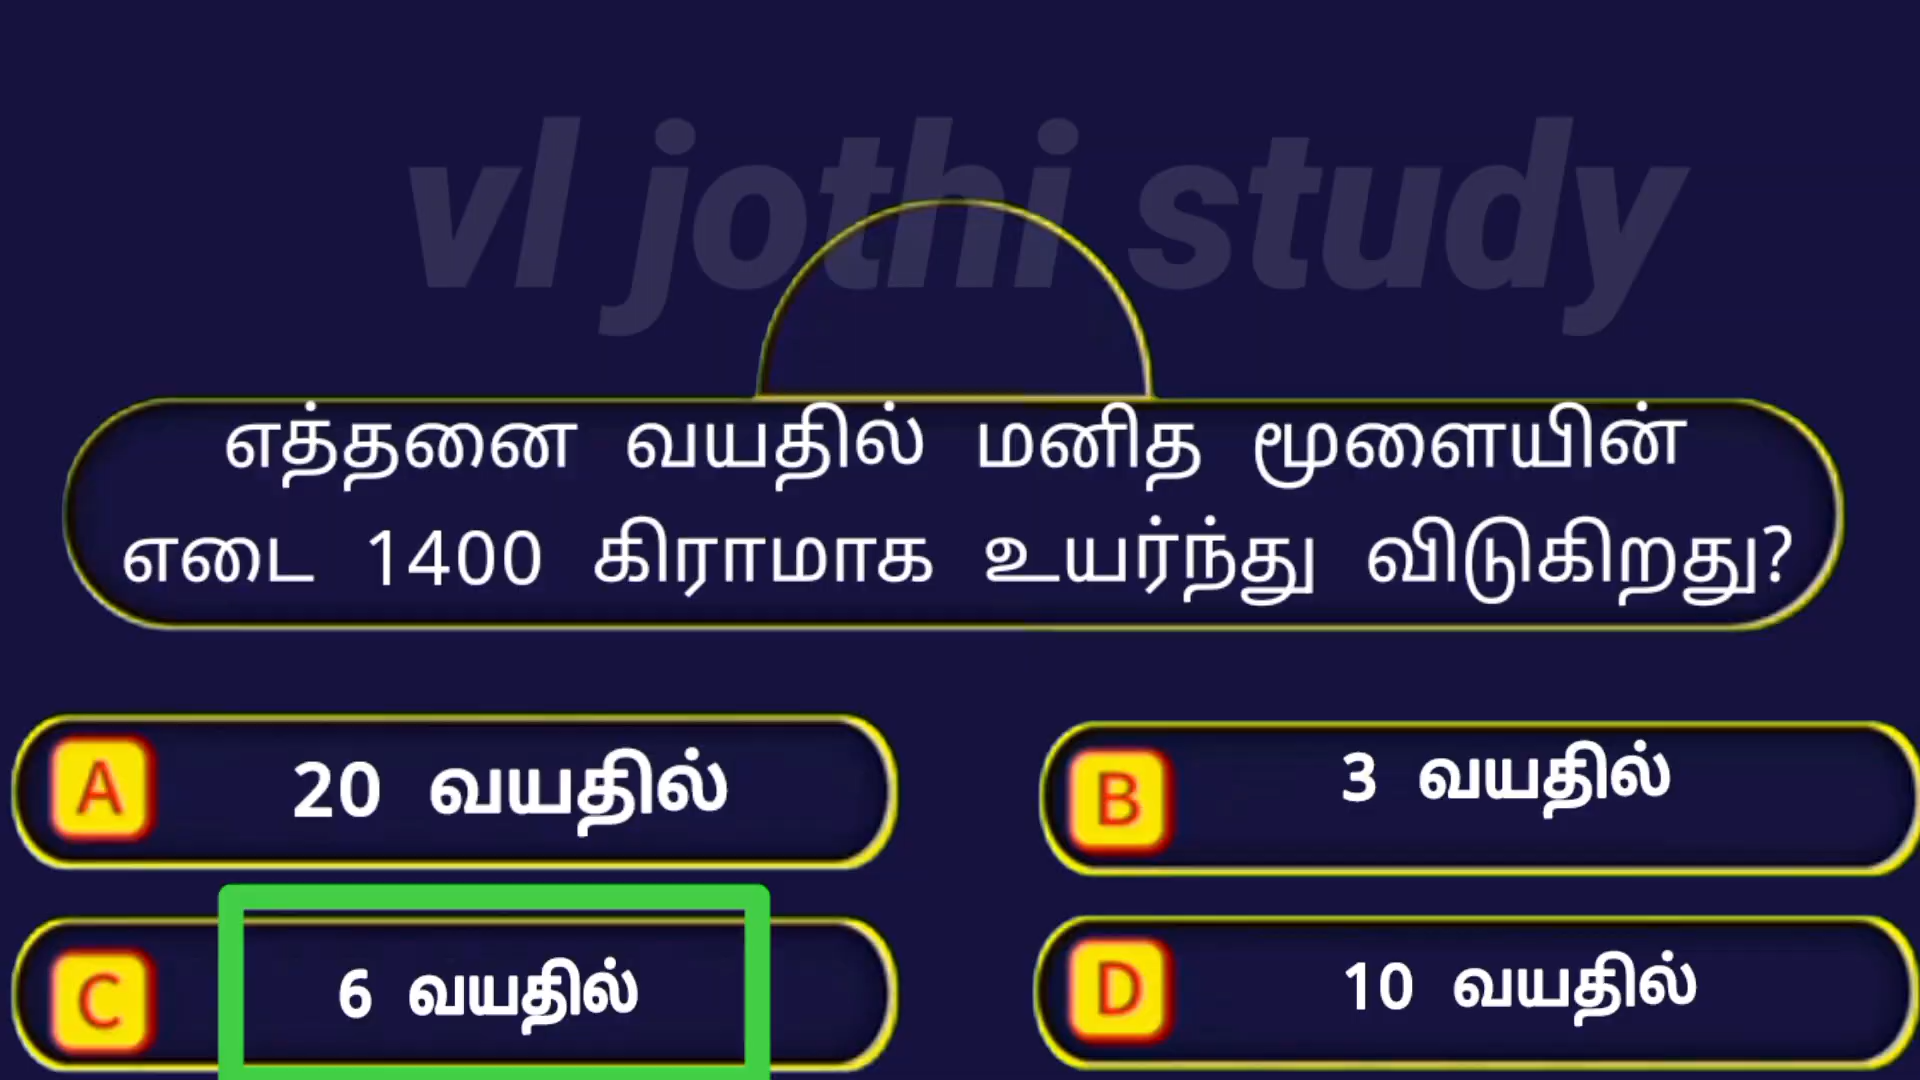 vl jothi study
எத்தனை வயதில் மனித மூளையின்
எடை 1400 கிராமாக உயர்ந்து விடுகிறது?
A 20 வயதில்
B 3 வயதில்
C 6 வயதில்
D 10 வயதில்